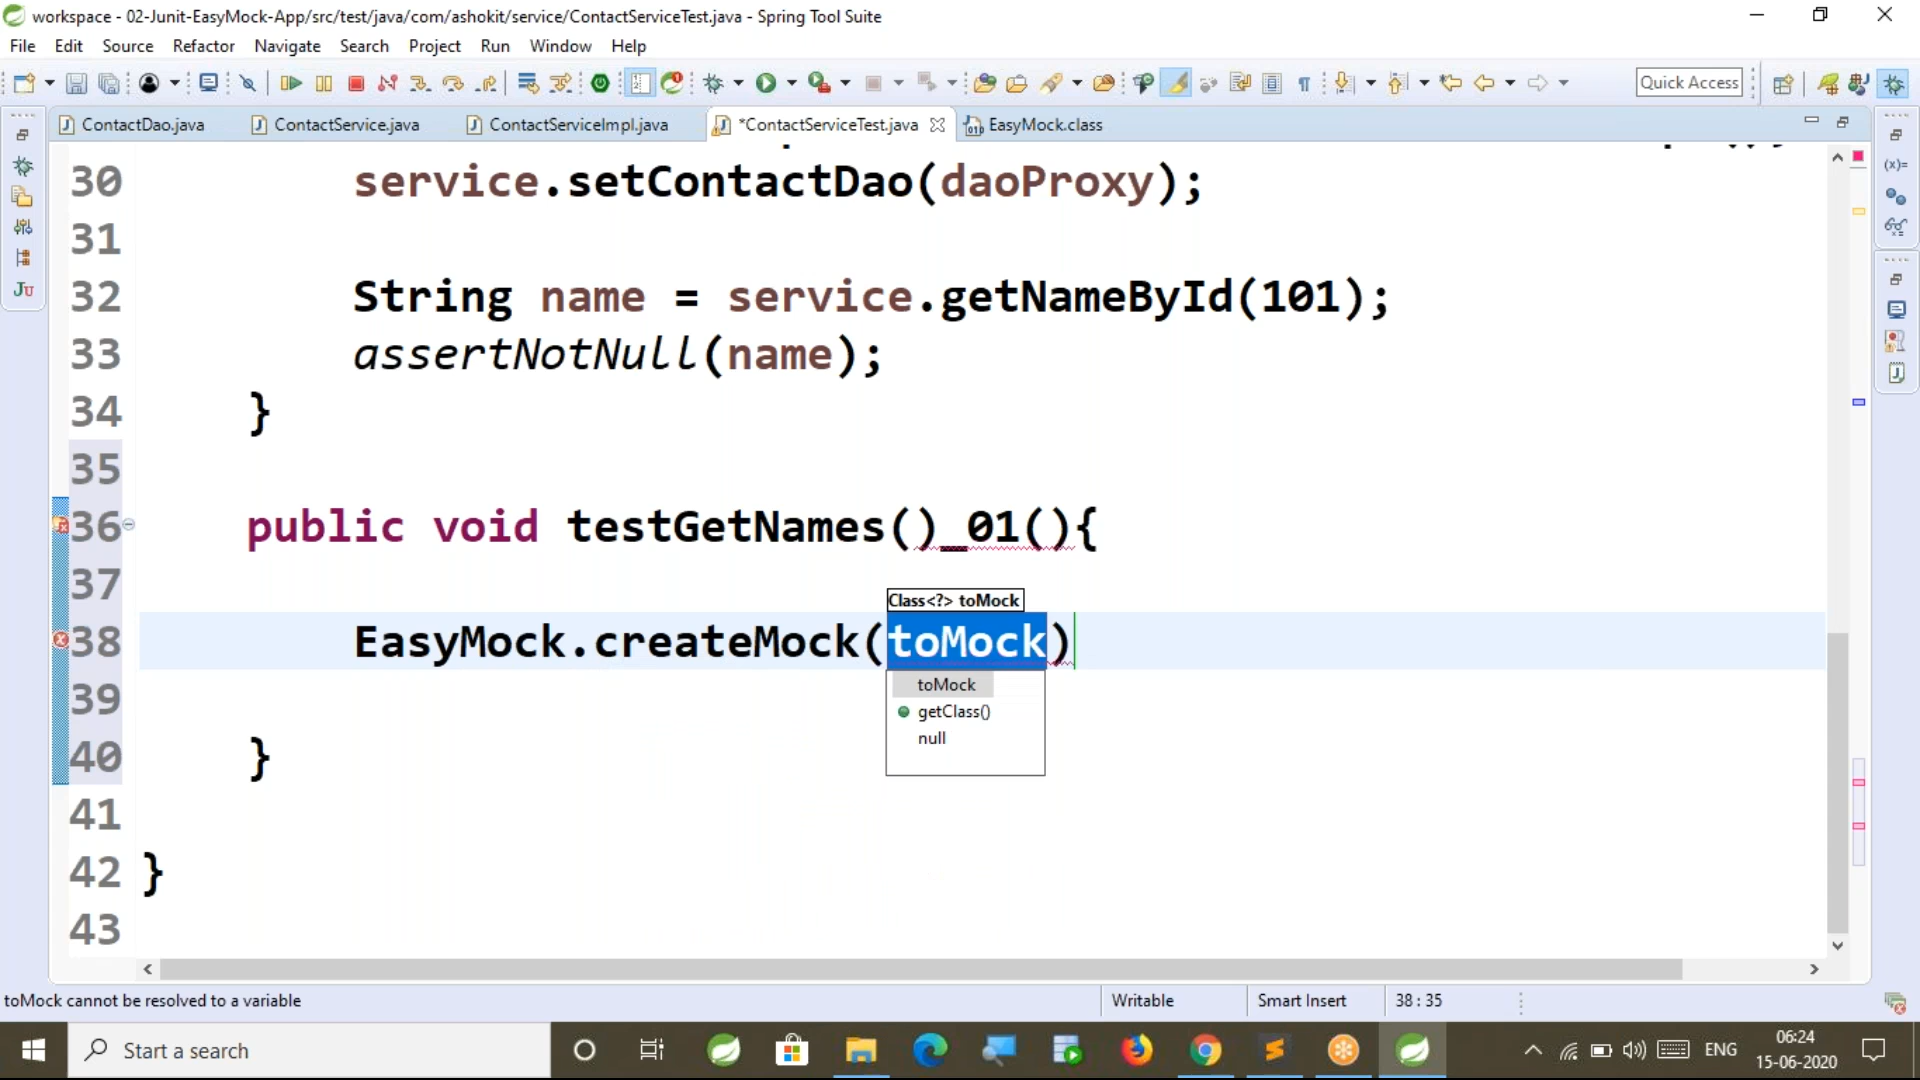 workspace - 02-Junit-EasyMock-App/src/test/java/com/ashokit/service/ContactServiceTest.java - Spring Tool Suite
File Edit Source Refactor Navigate Search Project Run Window Help
Quick Access
ContactDao.java ContactService.java ContactServiceImpl.java *ContactServiceTest.java EasyMock.class
30 service.setContactDao(daoProxy);
31
32 String name = service.getNameById(101);
33 assertNotNull(name);
34 }
35
36 public void testGetNames()_01(){
37
Class<?> toMock
38 EasyMock.createMock(toMock)
toMock
39
getClass()
null
40 }
41
42 }
43
toMock cannot be resolved to a variable
Writable Smart Insert 38 : 35
Start a search
ENG
06:24
15-06-2020